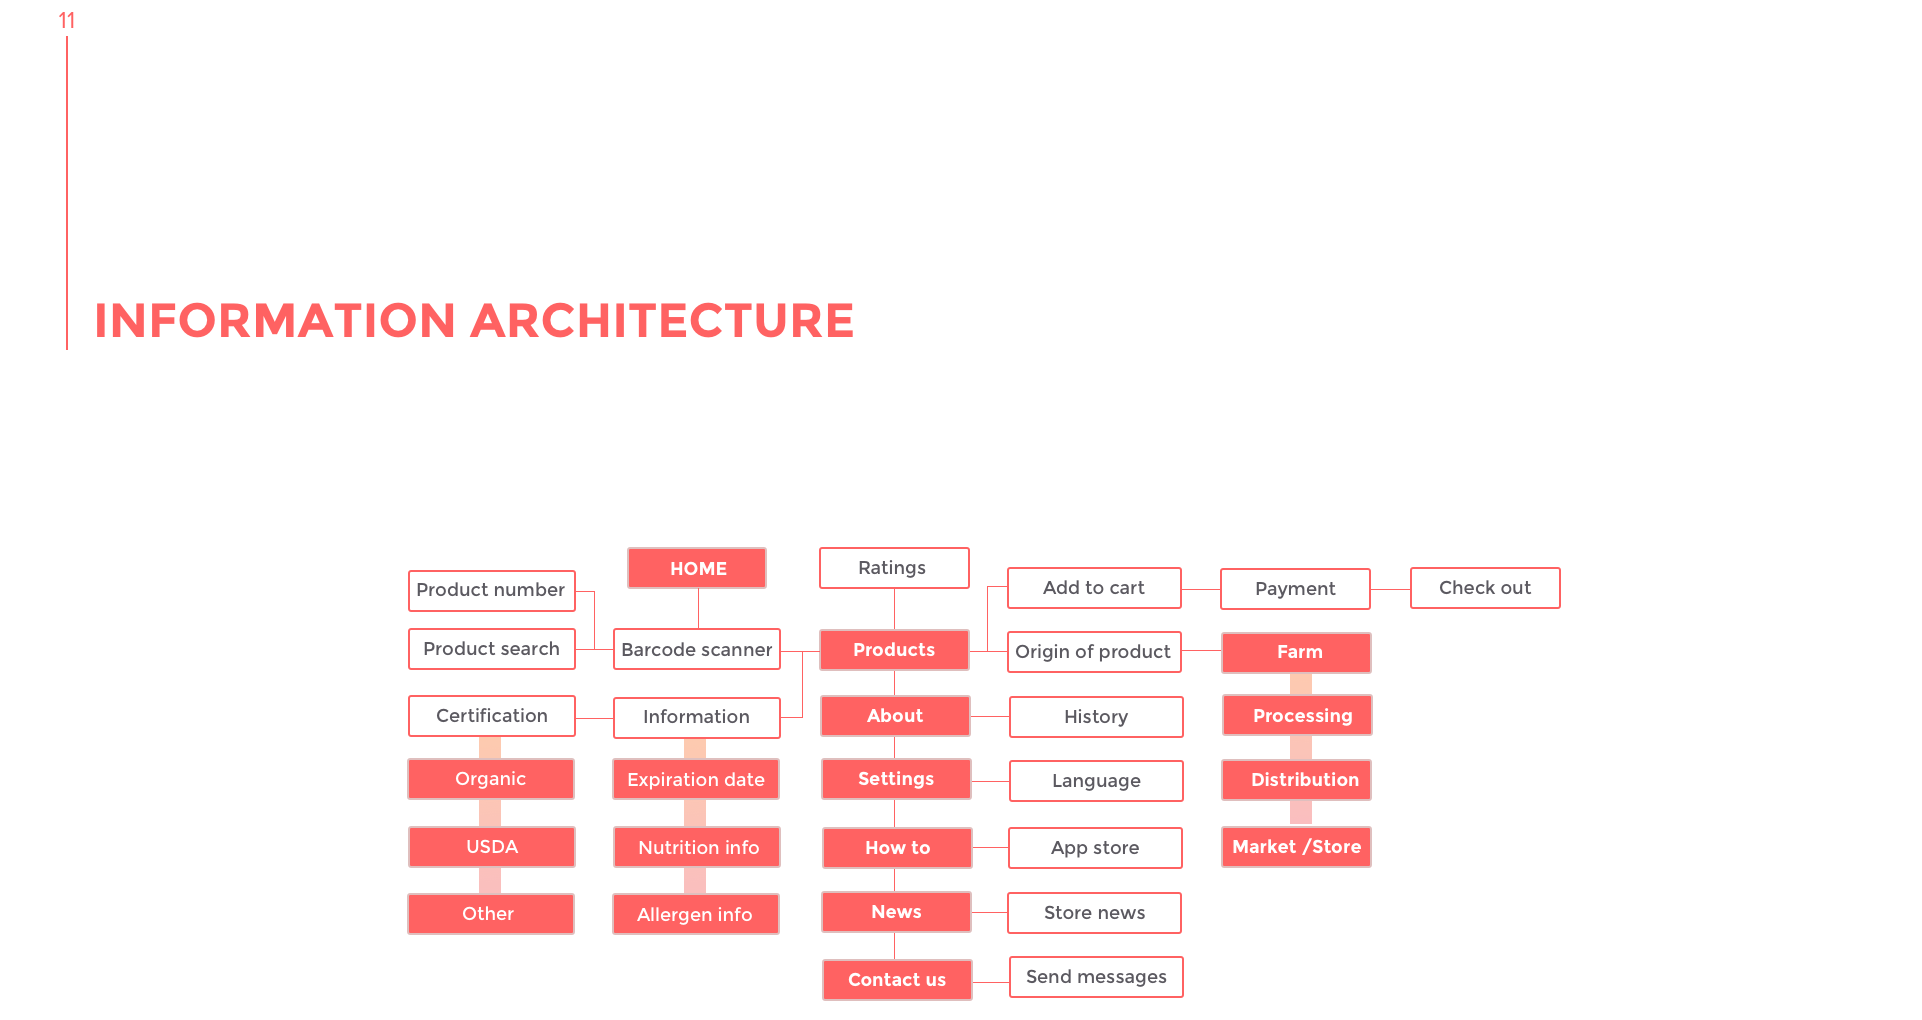 11
INFORMATION ARCHITECTURE
HOME
Ratings
Product number
Add to cart
Payment
Check out
Product search
Barcode scanner
Products
Origin of product
Farm
Certification
Information
About
History
Processing
Organic
Expiration date
Settings
Language
Distribution
USDA
Nutrition info
How to
App store
Market /Store
Other
Allergen info
News
Store news
Contact us
Send messages